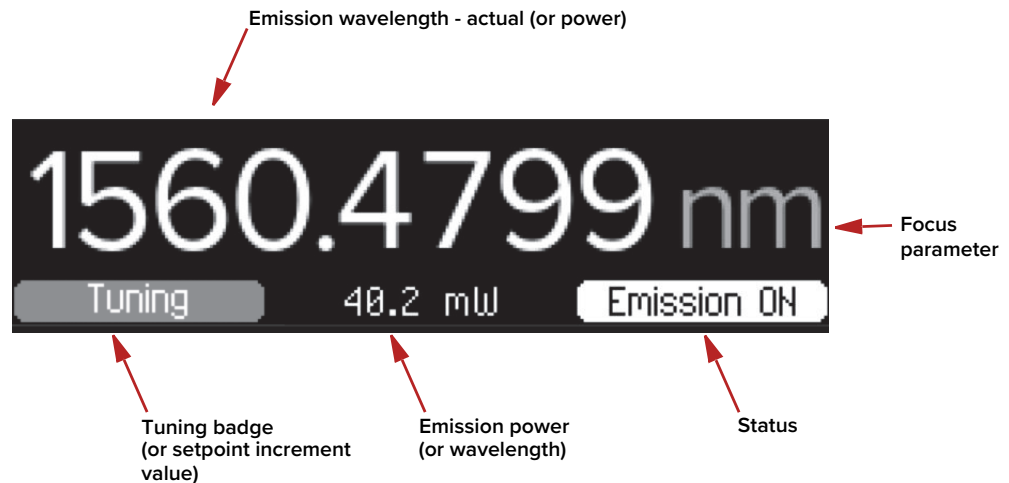 Emission wavelength - actual (or power)
1560.4799 nm
Focus
parameter
Tuning
40.2 mW
Emission ON
Tuning badge
(or setpoint increment
value)
Emission power
(or wavelength)
Status